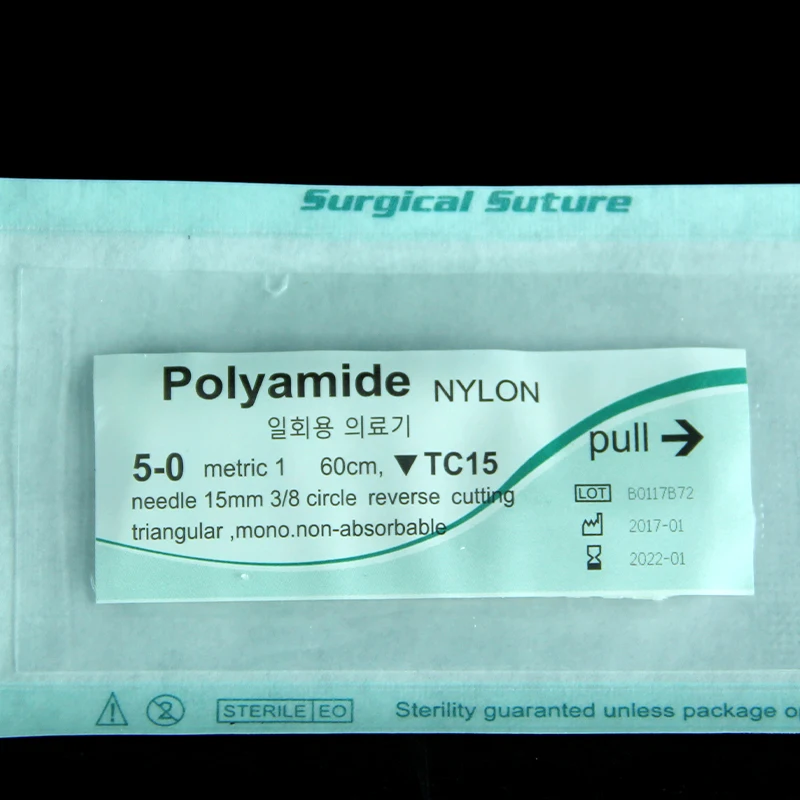 Surgical Suture
Polyamide NYLON
일회용 의료기
5-0 metric 1 60cm, ▼TC15
needle 15mm 3/8 circle reverse cutting
triangular ,mono.non-absorbable
pull →
LOT B0117B72
2017-01
2022-01
STERILE EO
Sterility guaranteed unless package